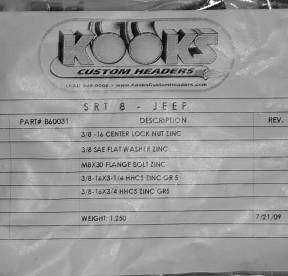 KOOKS
CUSTOM HEADERS
www.KooksCustomHeaders.com
SRT 8 - JEEP
PART# B60031 DESCRIPTION REV.
3/8 -16 CENTER LOCK NUT ZINC
3/8 SAE FLAT WASHER ZINC
M8X30 FLANGE BOLT ZINC
3/8-16X3-1/4 HHCS ZINC GR 5
3/8-16X3/4 HHCS ZINC GR5
WEIGHT: 1.250 7/21/09